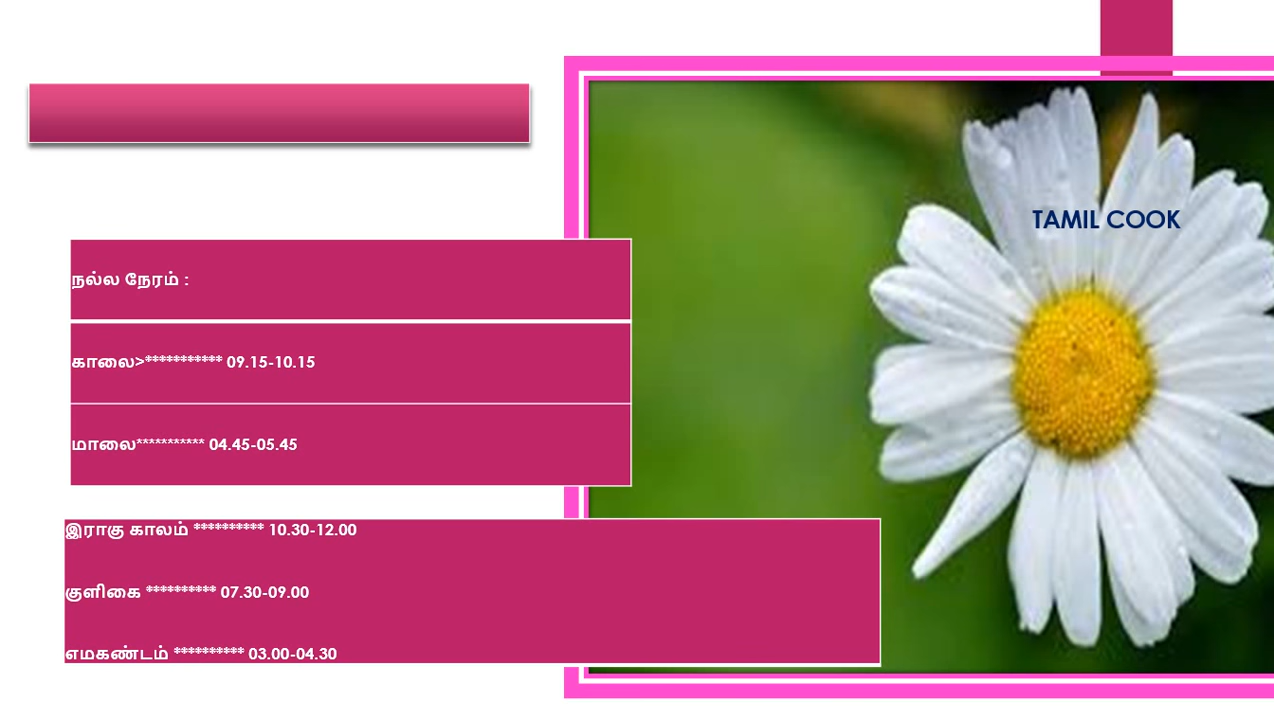 TAMIL COOK
நல்ல நேரம் :
காலை>*********** 09.15-10.15
மாலை*********** 04.45-05.45
இராகு காலம் ********** 10.30-12.00
குளிகை ********** 07.30-09.00
எமகண்டம் ********** 03.00-04.30